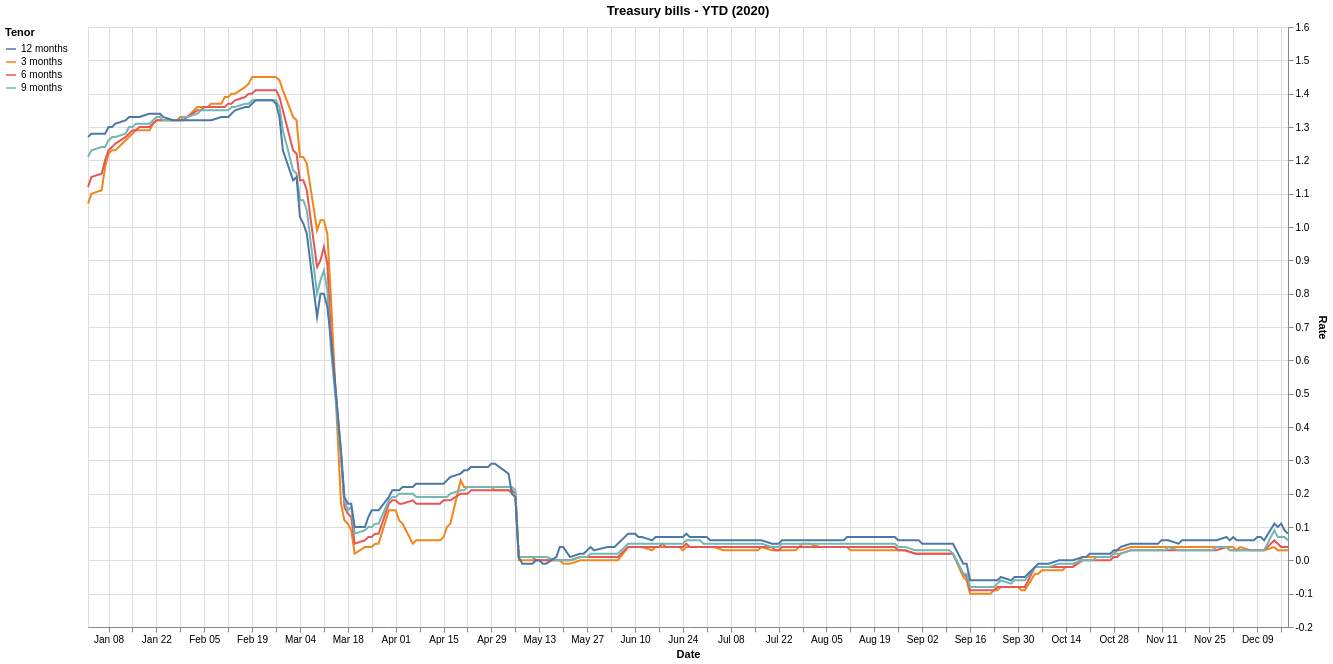 Treasury bills - YTD (2020)
Tenor
12 months
3 months
6 months
9 months
1.6
1.5
1.4
1.3
1.2
1.1
1.0
0.9
0.8
0.7
0.6
0.5
0.4
0.3
0.2
0.1
0.0
-0.1
-0.2
Rate
Jan 08 Jan 22 Feb 05 Feb 19 Mar 04 Mar 18 Apr 01 Apr 15 Apr 29 May 13 May 27 Jun 10 Jun 24 Jul 08 Jul 22 Aug 05 Aug 19 Sep 02 Sep 16 Sep 30 Oct 14 Oct 28 Nov 11 Nov 25 Dec 09
Date